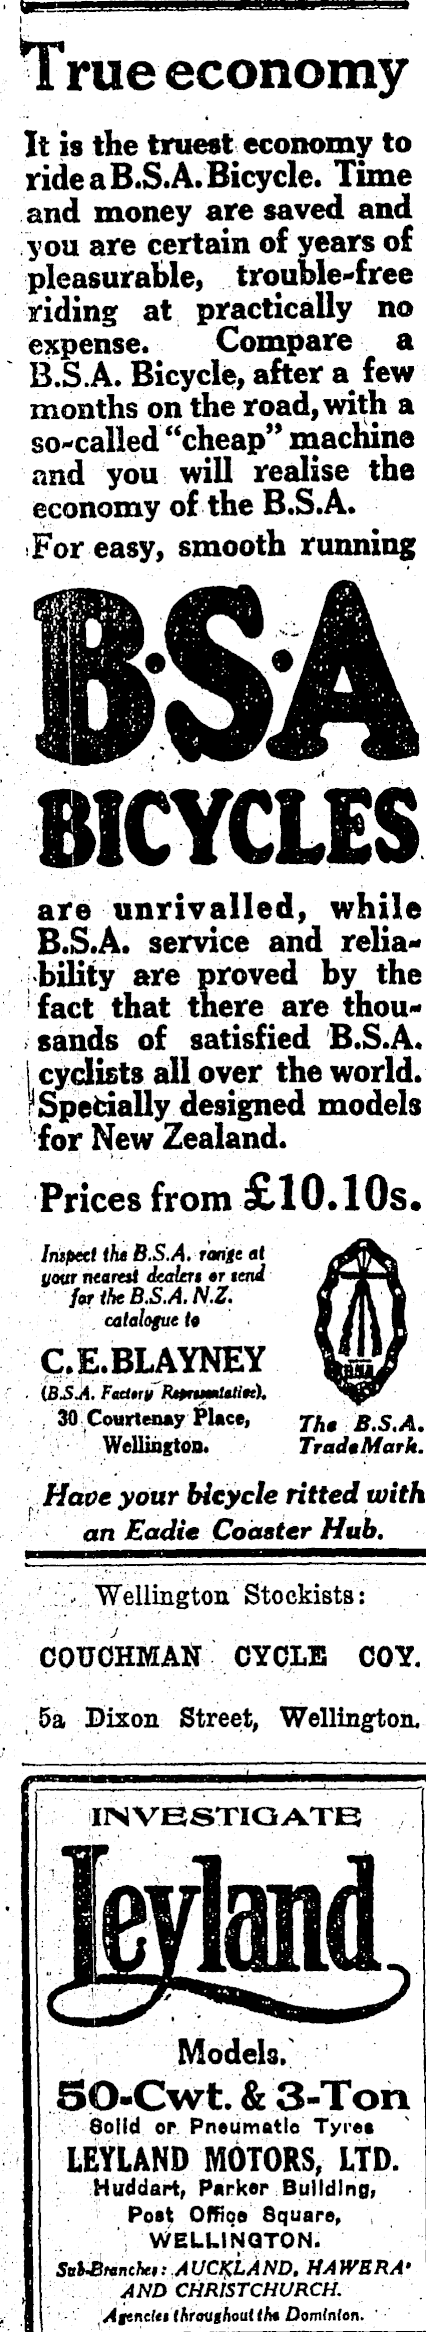 True economy
It is the truest economy to
ride a B.S.A. Bicycle. Time
and money are saved and
you are certain of years of
pleasurable, trouble-free
riding at practically no
expense. Compare a
B.S.A. Bicycle, after a few
months on the road, with a
so-called "cheap" machine
and you will realise the
economy of the B.S.A.
For easy, smooth running
B.S.A
BICYCLES
are unrivalled, while
B.S.A. service and relia-
bility are proved by the
fact that there are thou-
sands of satisfied B.S.A.
cyclists all over the world.
Specially designed models
for New Zealand.
Prices from £10.10s.
Inspect the B.S.A. range at
your nearest dealers or send
for the B.S.A. N.Z.
catalogue to
C. E. BLAYNEY
(B.S.A. Factory Representative).
30 Courtenay Place,
Wellington.
BSA
The B.S.A.
Trade Mark.
Have your bicycle ritted with
an Eadie Coaster Hub.
Wellington Stockists:
COUCHMAN CYCLE COY.
5a Dixon Street, Wellington.
INVESTIGATE
Leyland
Models.
50-Cwt. & 3-Ton
Solid or Pneumatic Tyres
LEYLAND MOTORS, LTD.
Huddart, Parker Building,
Post Office Square,
WELLINGTON.
Sub-Branches: AUCKLAND, HAWERA
AND CHRISTCHURCH.
Agencies throughout the Dominion.